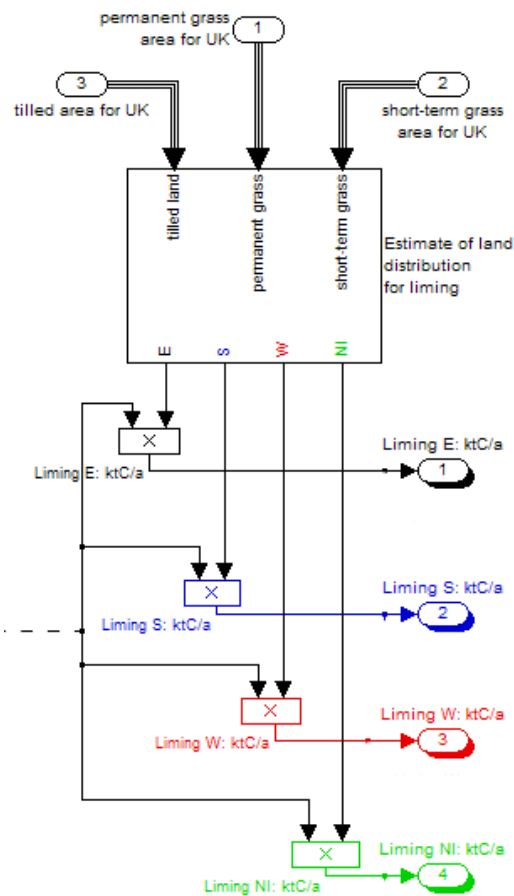 permanent grass
area for UK
1
3
2
tilled area for UK
short-term grass
area for UK
tilled land
permanent grass
short-term grass
Estimate of land
distribution
for liming
E
S
W
NI
×
Liming E: ktC/a
Liming E: ktC/a
1
×
Liming S: ktC/a
Liming S: ktC/a
2
×
Liming W: ktC/a
Liming W: ktC/a
3
×
Liming NI: ktC/a
Liming NI: ktC/a
4